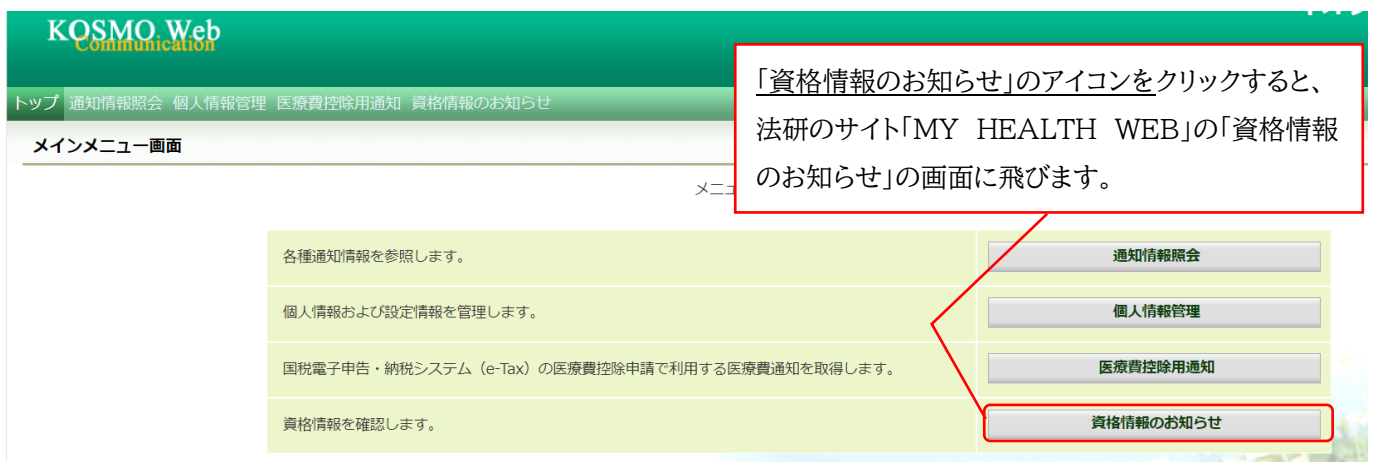 KOSMO Web
Communication
「資格情報のお知らせ」のアイコンをクリックすると、
法研のサイト「MY HEALTH WEB」の「資格情報
のお知らせ」の画面に飛びます。
トップ 通知情報照会 個人情報管理 医療費控除用通知 資格情報のお知らせ
メインメニュー画面
メニュ
各種通知情報を参照します。 通知情報照会
個人情報および設定情報を管理します。 個人情報管理
国税電子申告・納税システム（e-Tax）の医療費控除申請で利用する医療費通知を取得します。 医療費控除用通知
資格情報を確認します。 資格情報のお知らせ